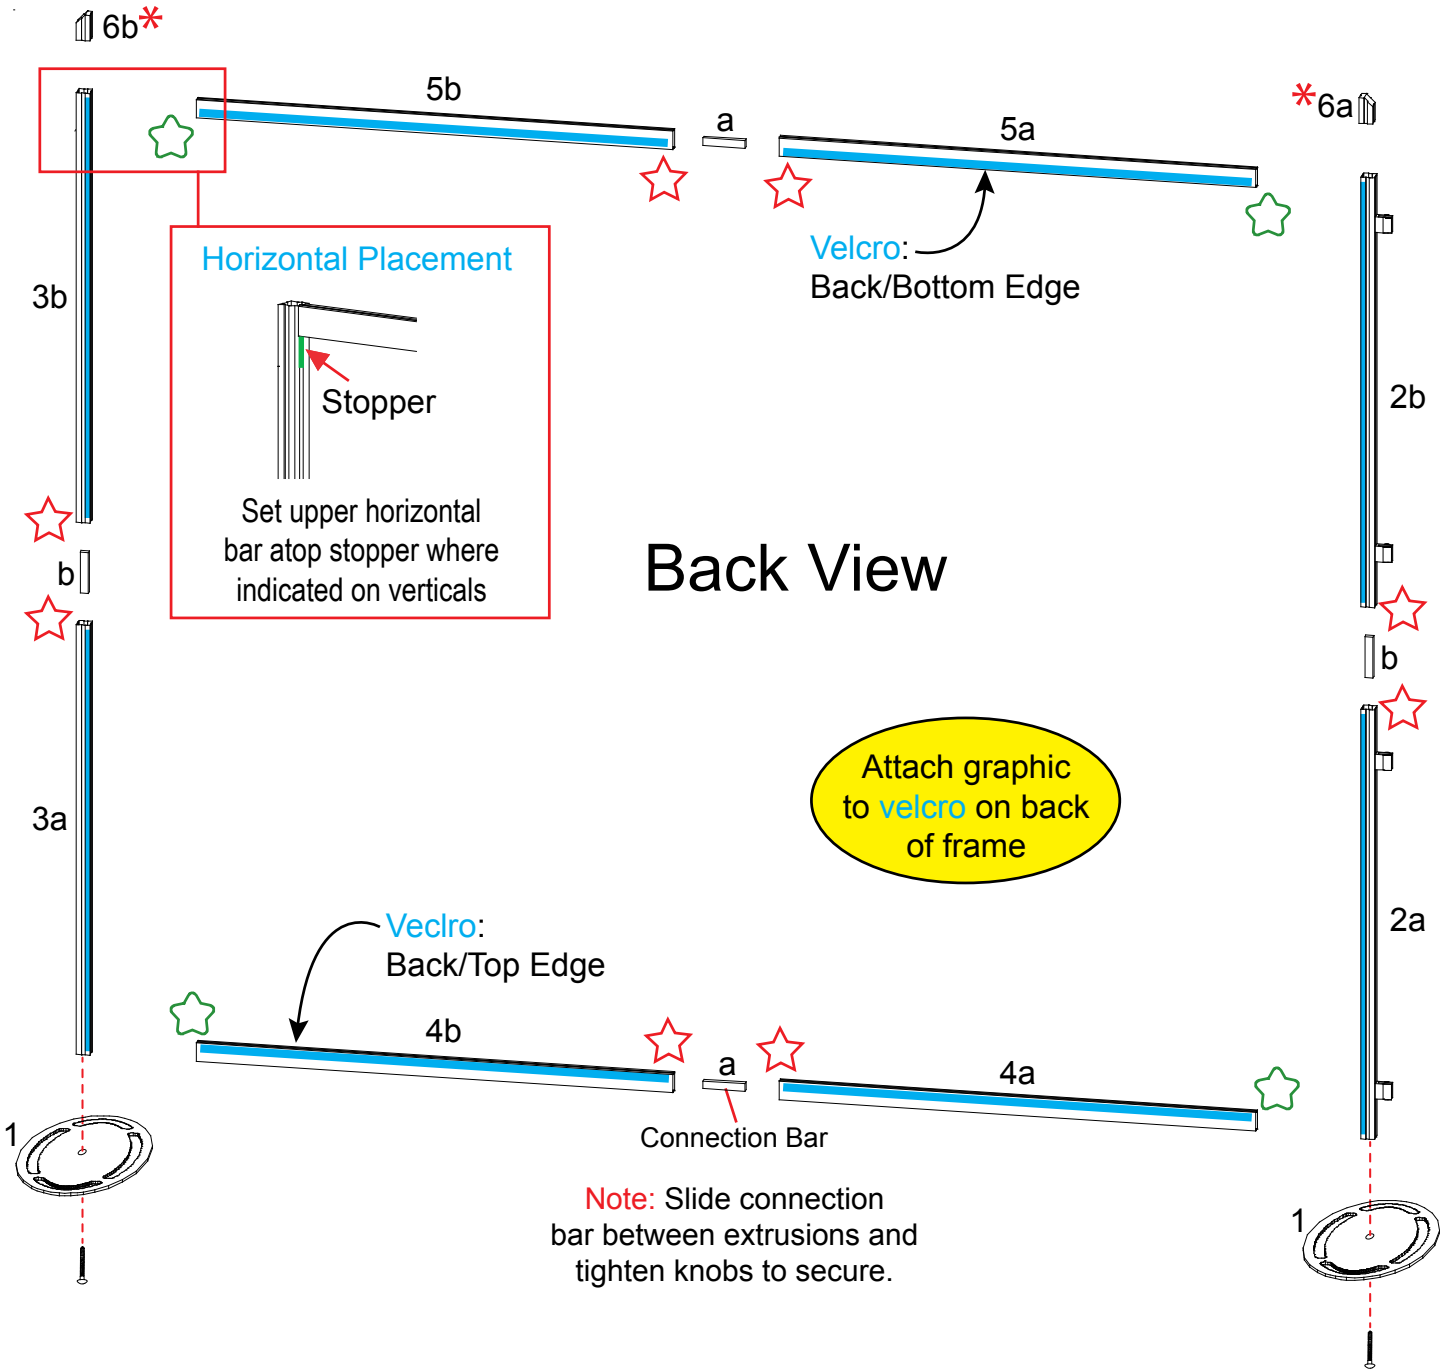 6b*
5b
a
5a
*6a
Horizontal Placement
Velcro:
Back/Bottom Edge
3b
Stopper
2b
Set upper horizontal
bar atop stopper where
indicated on verticals
Back View
b
b
Attach graphic
to velcro on back
of frame
3a
2a
Veclro:
Back/Top Edge
4b
a
4a
Connection Bar
1
Note: Slide connection
bar between extrusions and
tighten knobs to secure.
1